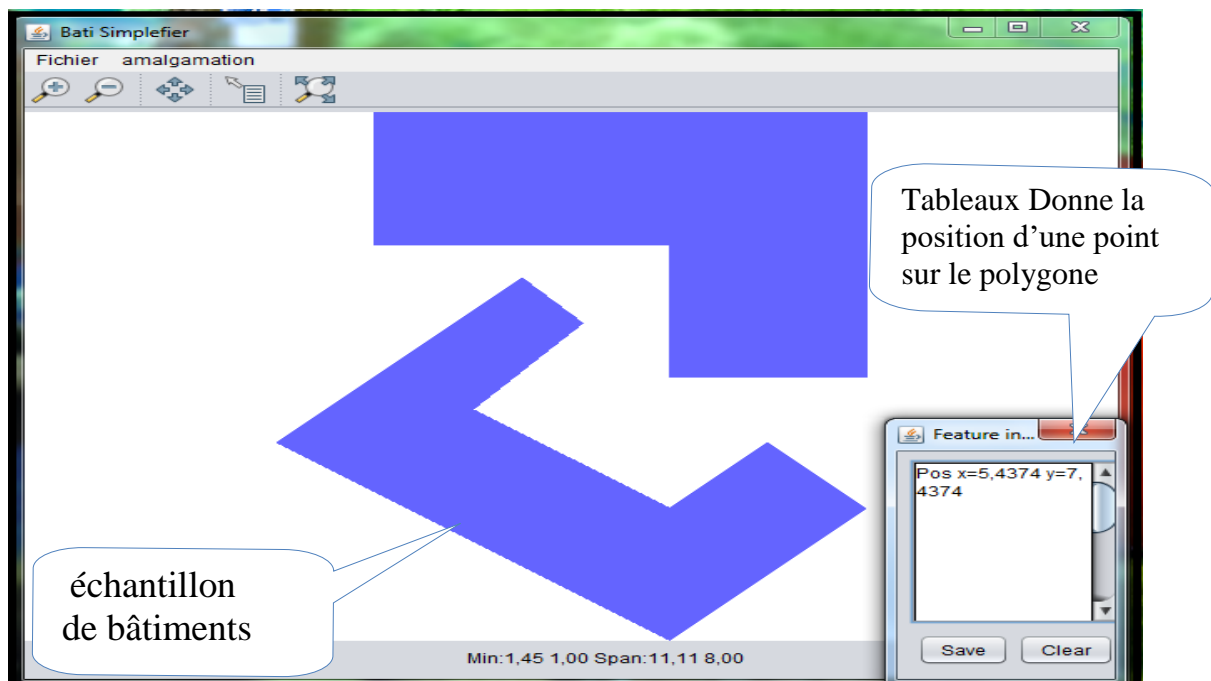 Bati Simplefier
Fichier amalgamation
Tableaux Donne la
position d’une point
sur le polygone
Feature in...
Pos x=5,4374 y=7,
4374
échantillon
de bâtiments
Save Clear
Min:1,45 1,00 Span:11,11 8,00